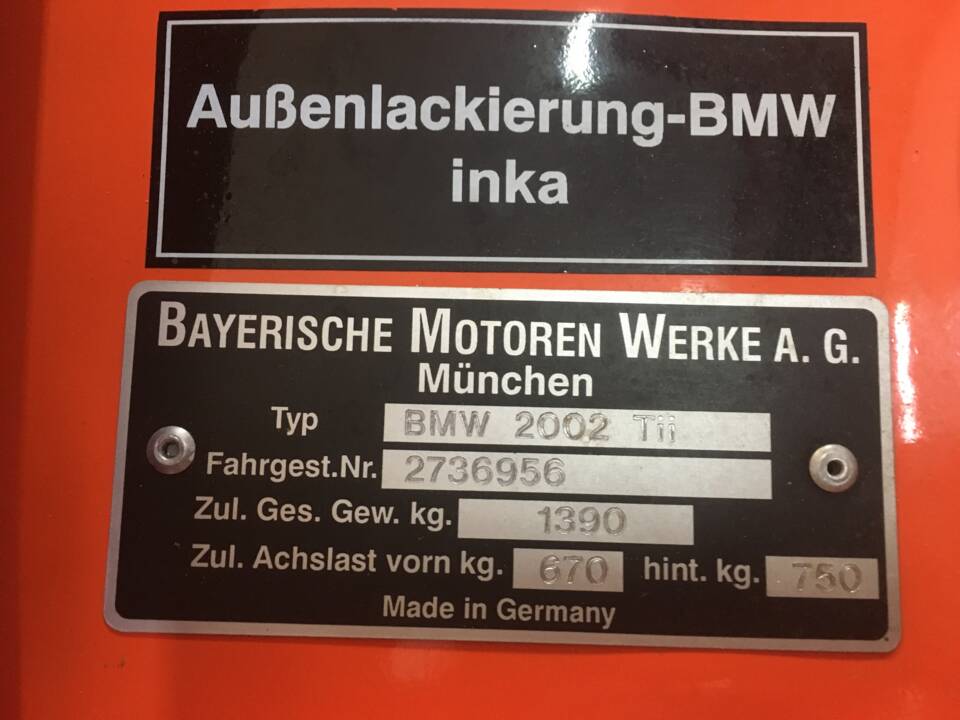 Außenlackierung-BMW
inka
BAYERISCHE MOTOREN WERKE A. G.
München
Typ BMW 2002 Tii
Fahrgest.Nr. 2736956
Zul. Ges. Gew. kg. 1390
Zul. Achslast vorn kg. 670 hint. kg. 750
Made in Germany